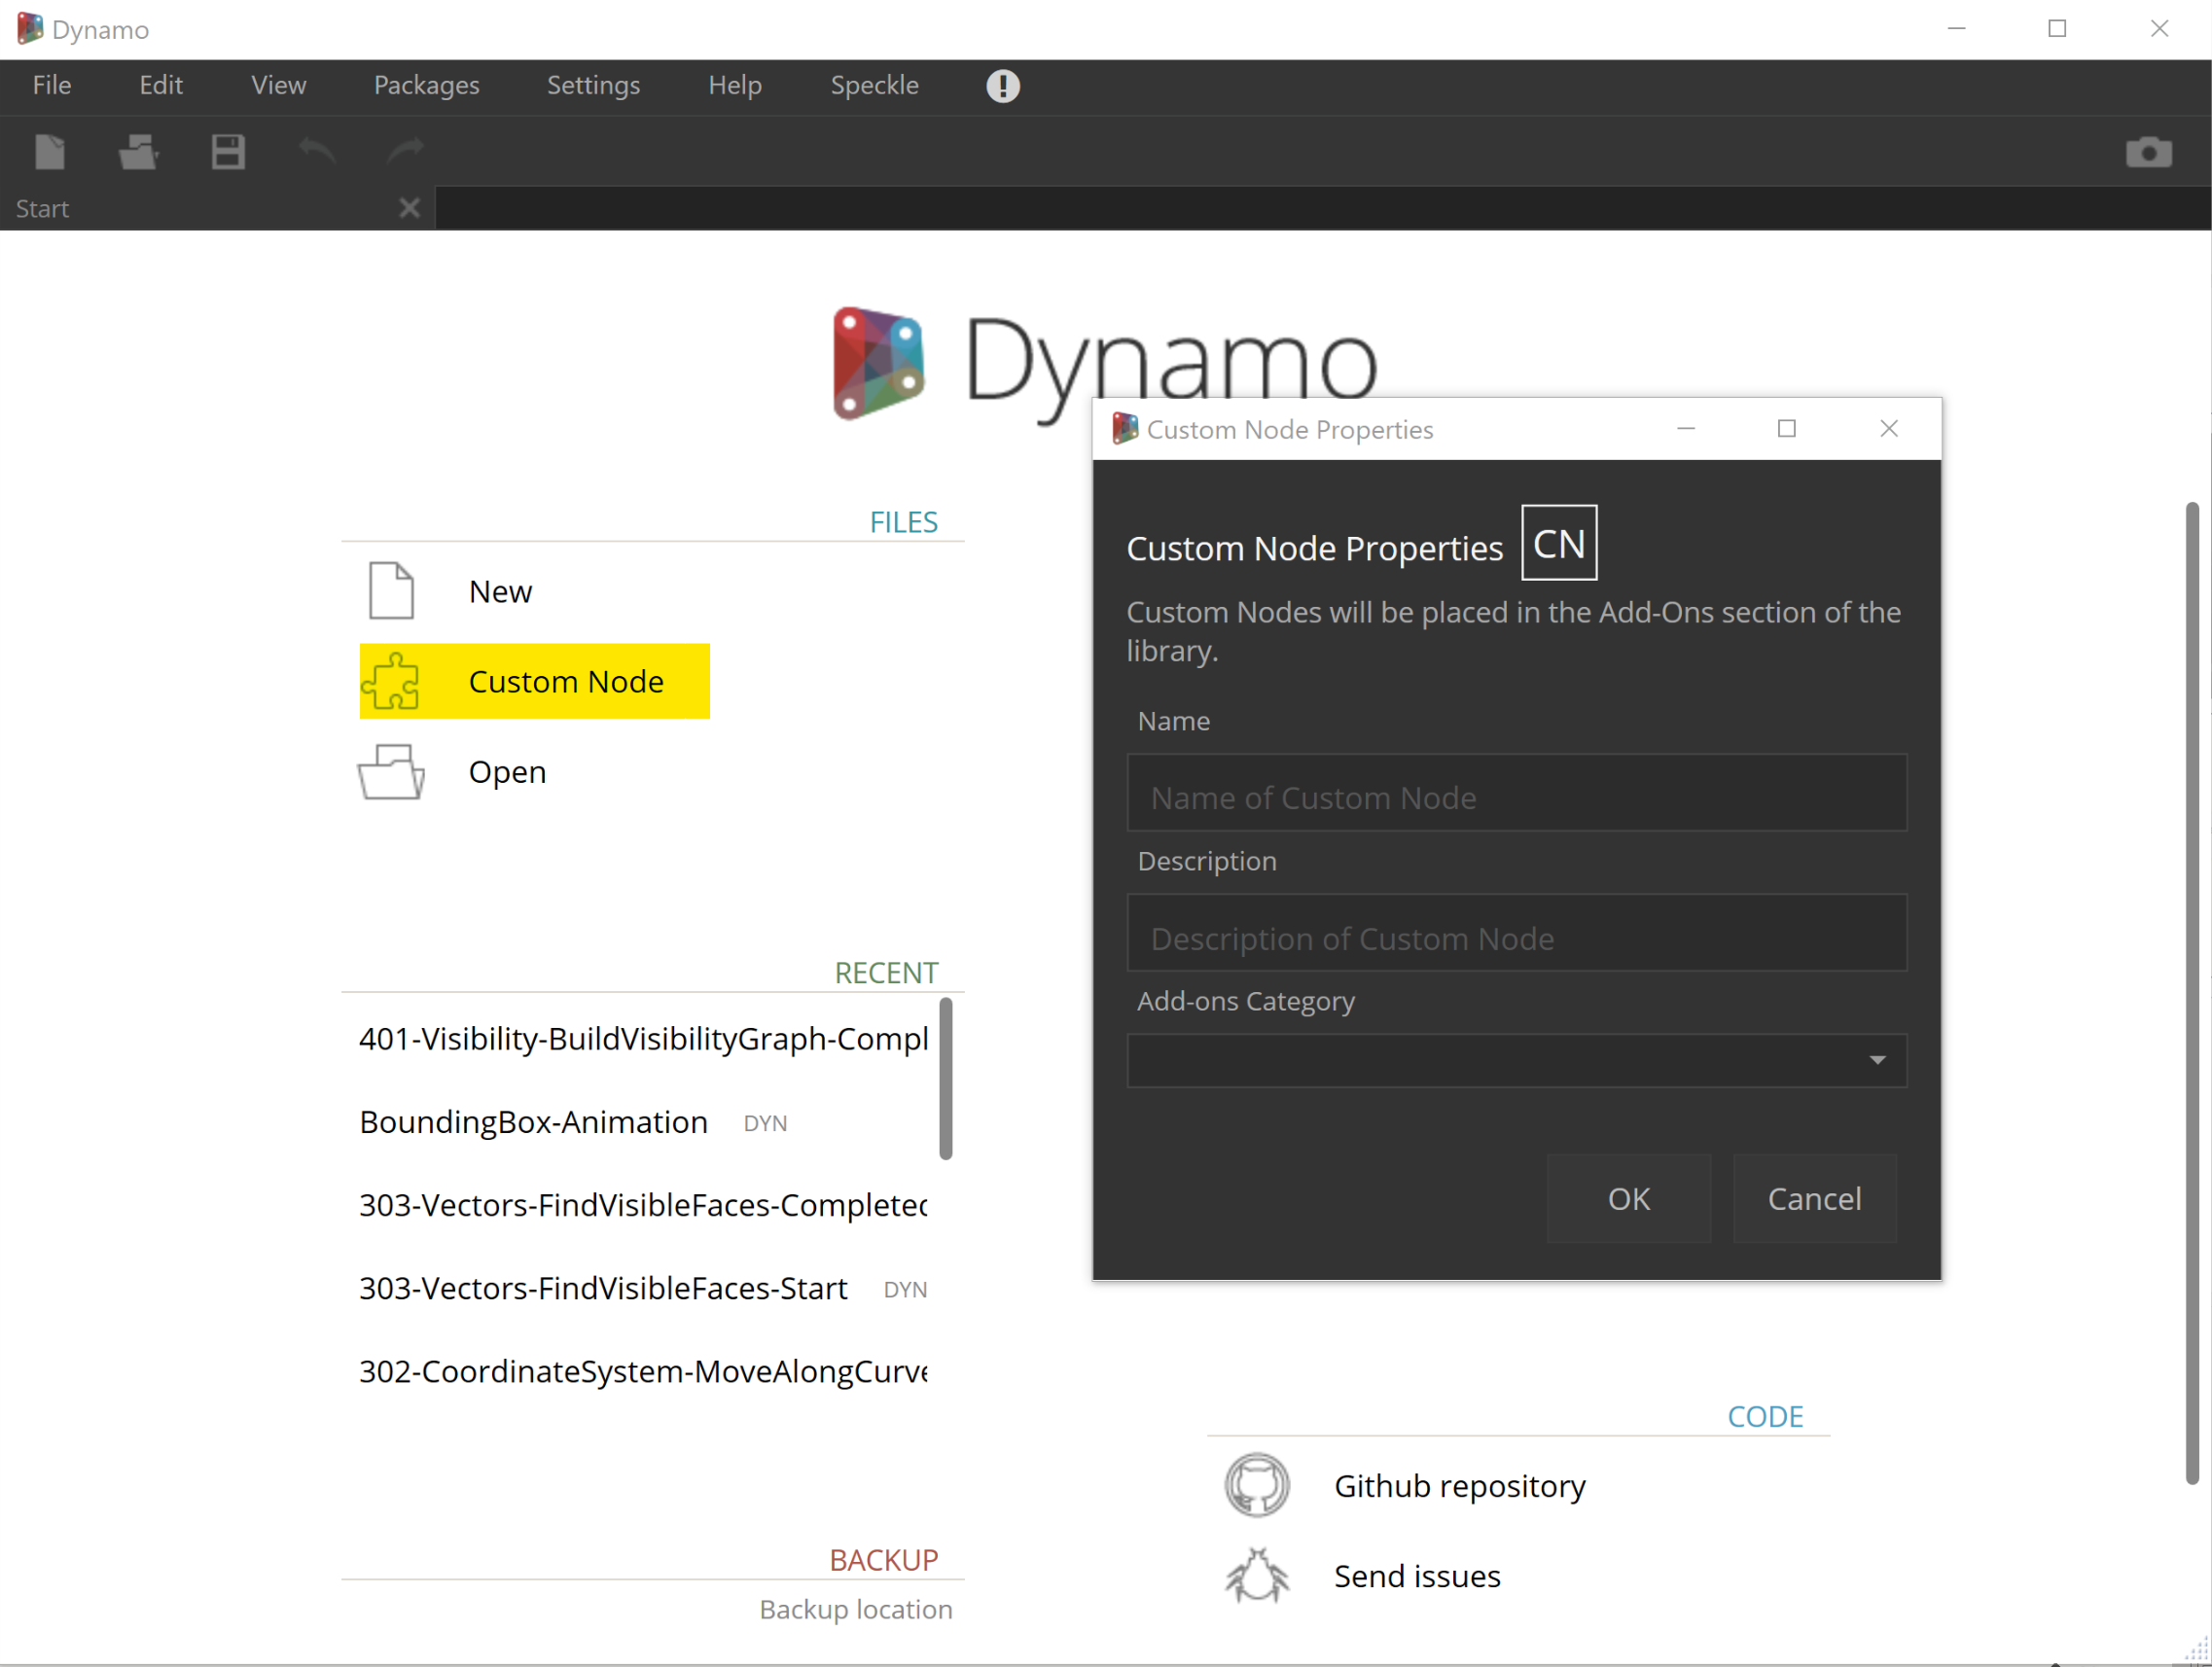 Dynamo
File Edit View Packages Settings Help Speckle
Start
Dynamo
FILES
New
Custom Node
Open
RECENT
401-Visibility-BuildVisibilityGraph-Compl
BoundingBox-Animation DYN
303-Vectors-FindVisibleFaces-Completed
303-Vectors-FindVisibleFaces-Start DYN
302-CoordinateSystem-MoveAlongCurve
BACKUP
Backup location
Custom Node Properties
Custom Node Properties CN
Custom Nodes will be placed in the Add-Ons section of the
library.
Name
Name of Custom Node
Description
Description of Custom Node
Add-ons Category
OK Cancel
CODE
Github repository
Send issues